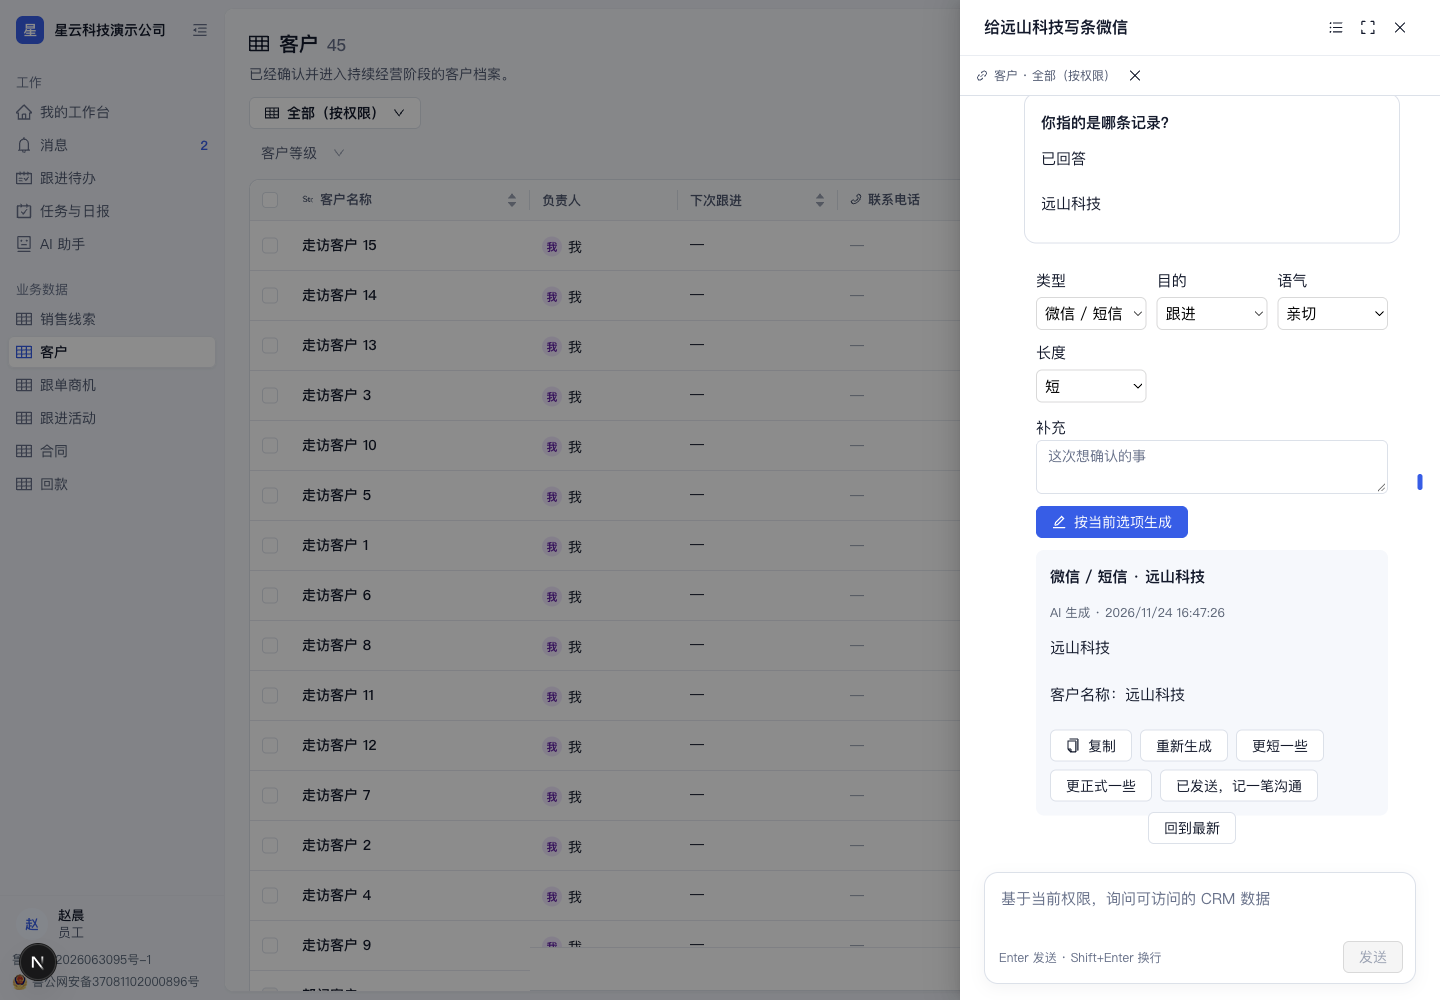 星 星云科技演示公司
工作
我的工作台
消息 2
跟进待办
任务与日报
AI 助手
业务数据
销售线索
客户
跟单商机
跟进活动
合同
回款
赵 赵晨
员工
2026063095号-1
鲁公网安备37081102000896号
N
客户 45
已经确认并进入持续经营阶段的客户档案。
全部（按权限）
客户等级
Str 客户名称 负责人 下次跟进 联系电话
走访客户 15 我 我 — —
走访客户 14 我 我 — —
走访客户 13 我 我 — —
走访客户 3 我 我 — —
走访客户 10 我 我 — —
走访客户 5 我 我 — —
走访客户 1 我 我 — —
走访客户 6 我 我 — —
走访客户 8 我 我 — —
走访客户 11 我 我 — —
走访客户 12 我 我 — —
走访客户 7 我 我 — —
走访客户 2 我 我 — —
走访客户 4 我 我 — —
走访客户 9
给远山科技写条微信
客户 · 全部（按权限）
你指的是哪条记录？
已回答
远山科技
类型 目的 语气
微信 / 短信 跟进 亲切
长度
短
补充
这次想确认的事
按当前选项生成
微信 / 短信 · 远山科技
AI 生成 · 2026/11/24 16:47:26
远山科技
客户名称：远山科技
复制 重新生成 更短一些
更正式一些 已发送，记一笔沟通
回到最新
基于当前权限，询问可访问的 CRM 数据
Enter 发送 · Shift+Enter 换行 发送